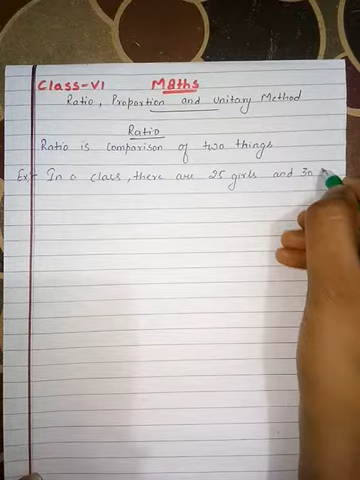 Class-VI Maths
Ratio, Proportion and Unitary Method
Ratio
Ratio is comparison of two things
Ex:- In a class, there are 25 girls and 30